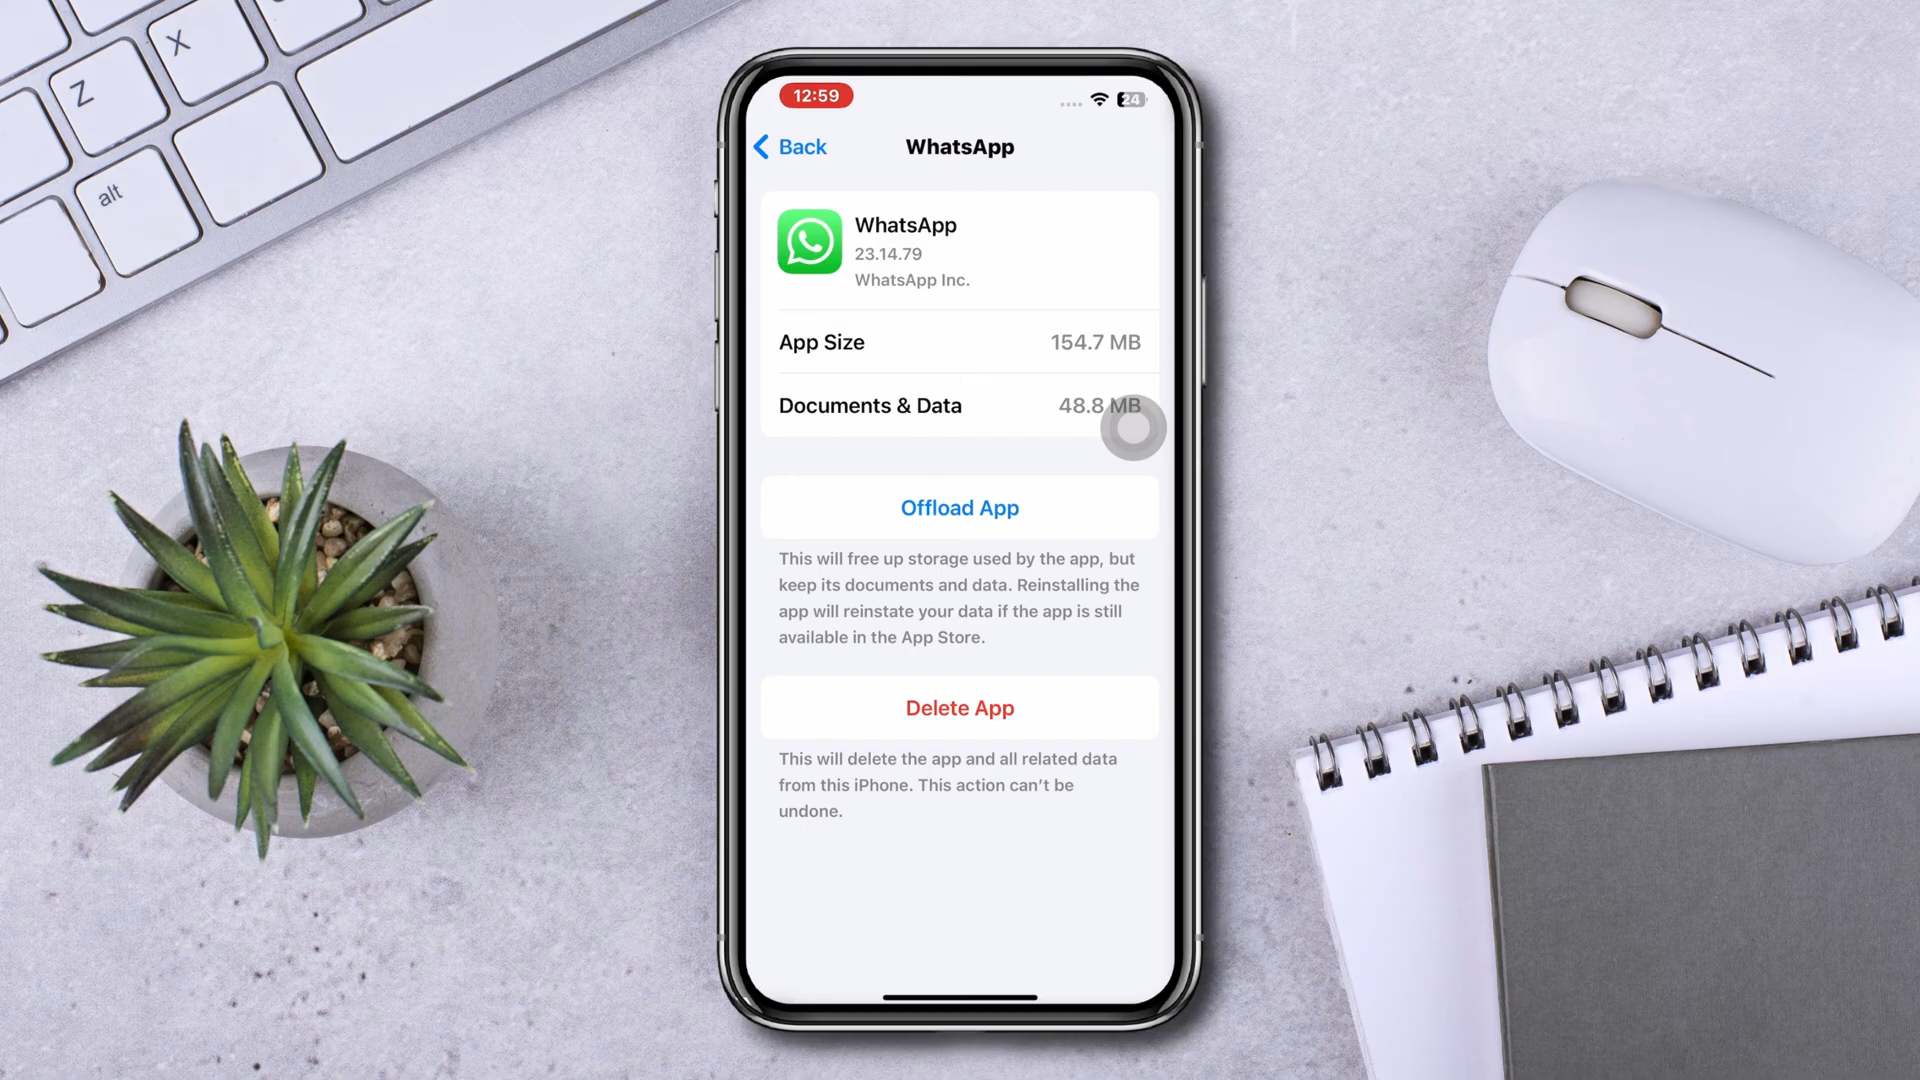 X
Z
alt
12:59
24
Back
WhatsApp
WhatsApp
23.14.79
WhatsApp Inc.
App Size
154.7 MB
Documents & Data
48.8 MB
Offload App
This will free up storage used by the app, but
keep its documents and data. Reinstalling the
app will reinstate your data if the app is still
available in the App Store.
Delete App
This will delete the app and all related data
from this iPhone. This action can’t be
undone.